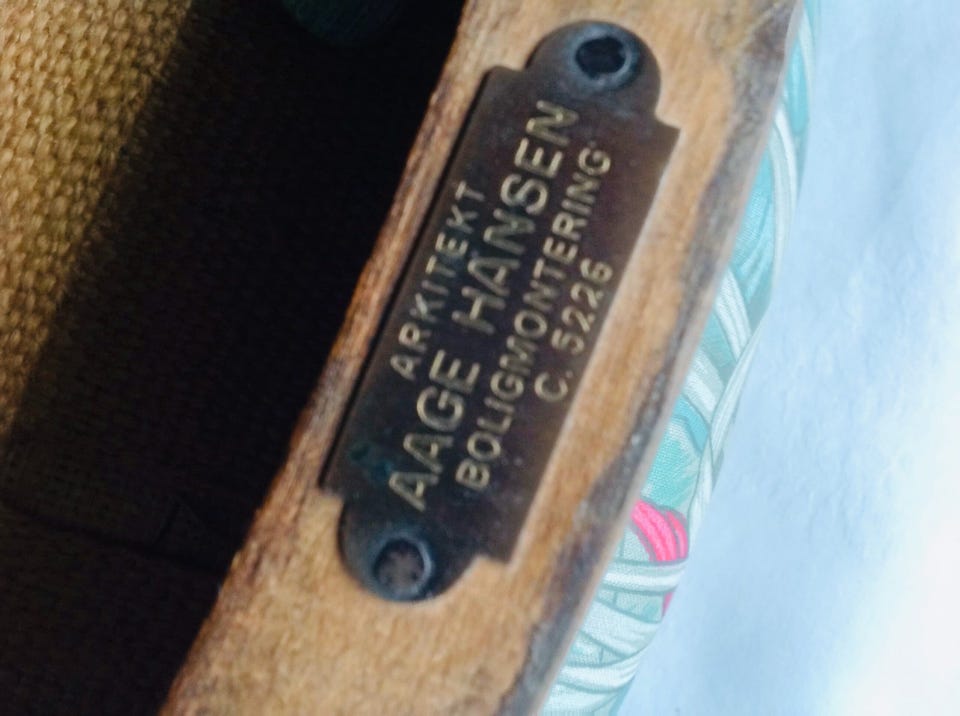 ARKITEKT
AAGE HANSEN
BOLIGMONTERING
C. 5226